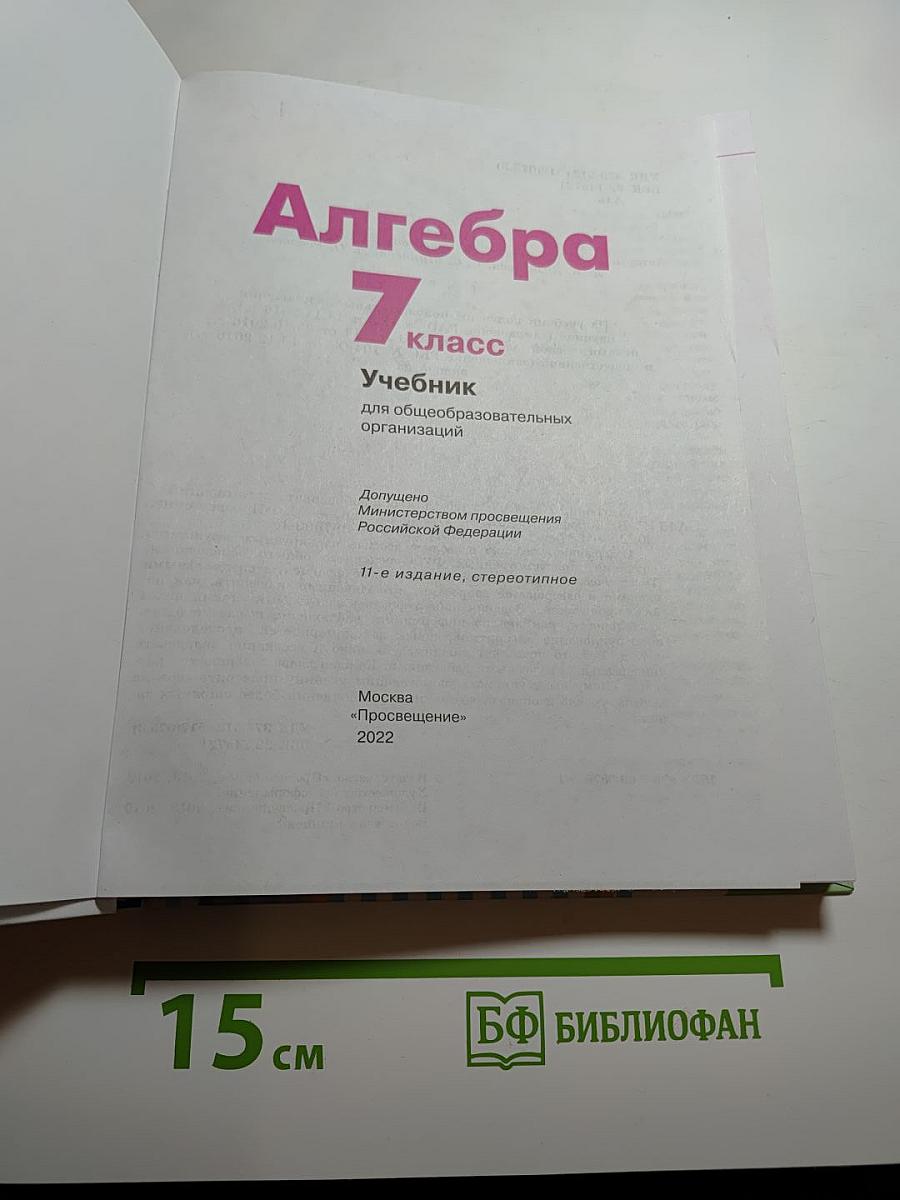 Алгебра
7 класс
Учебник
для общеобразовательных
организаций
Допущено
Министерством просвещения
Российской Федерации
11-е издание, стереотипное
Москва
«Просвещение»
2022
15 см
БФ БИБЛИОФАН